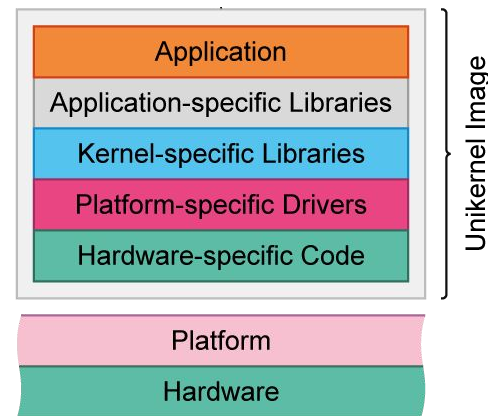 Application
Application-specific Libraries
Kernel-specific Libraries
Platform-specific Drivers
Hardware-specific Code
Unikernel Image
Platform
Hardware